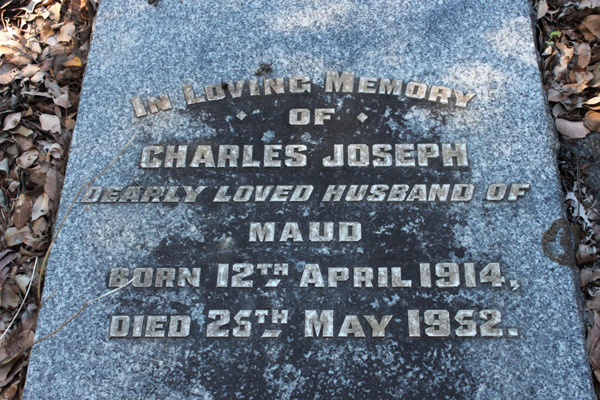 In Loving Memory
of
Charles Joseph
Dearly Loved Husband of
Maud
Born 12th April 1914,
Died 25th May 1952.